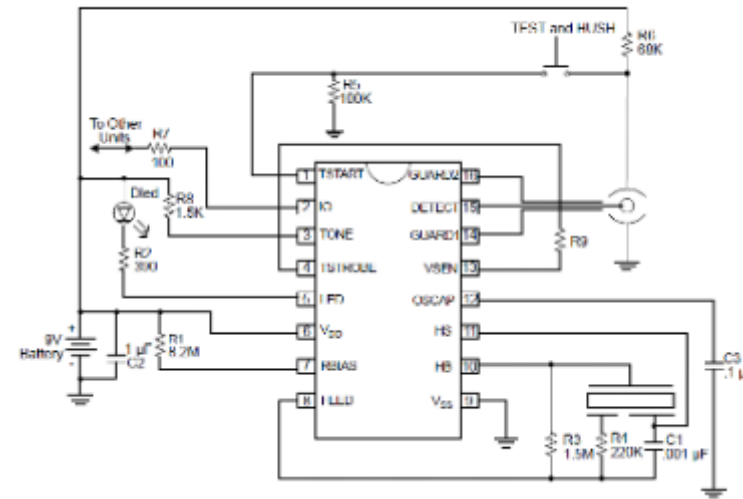 TEST and HUSH
R6
68K
R5
100K
To Other
Units
R7
100
Dled
R8
1.5K
R2
390
1 TSTART
2 IO
3 TONE
4 TSTROBE
5 LED
6 VDD
7 RBIAS
8 FEED
GUARD2 16
DETECT 15
GUARD1 14
VSEN 13
OSCAP 12
HS 11
HB 10
VSS 9
R9
9V
Battery
+
-
1 µF
C2
R1
8.2M
R3
1.5M
R4
220K
C1
.001 µF
C3
.1 µ